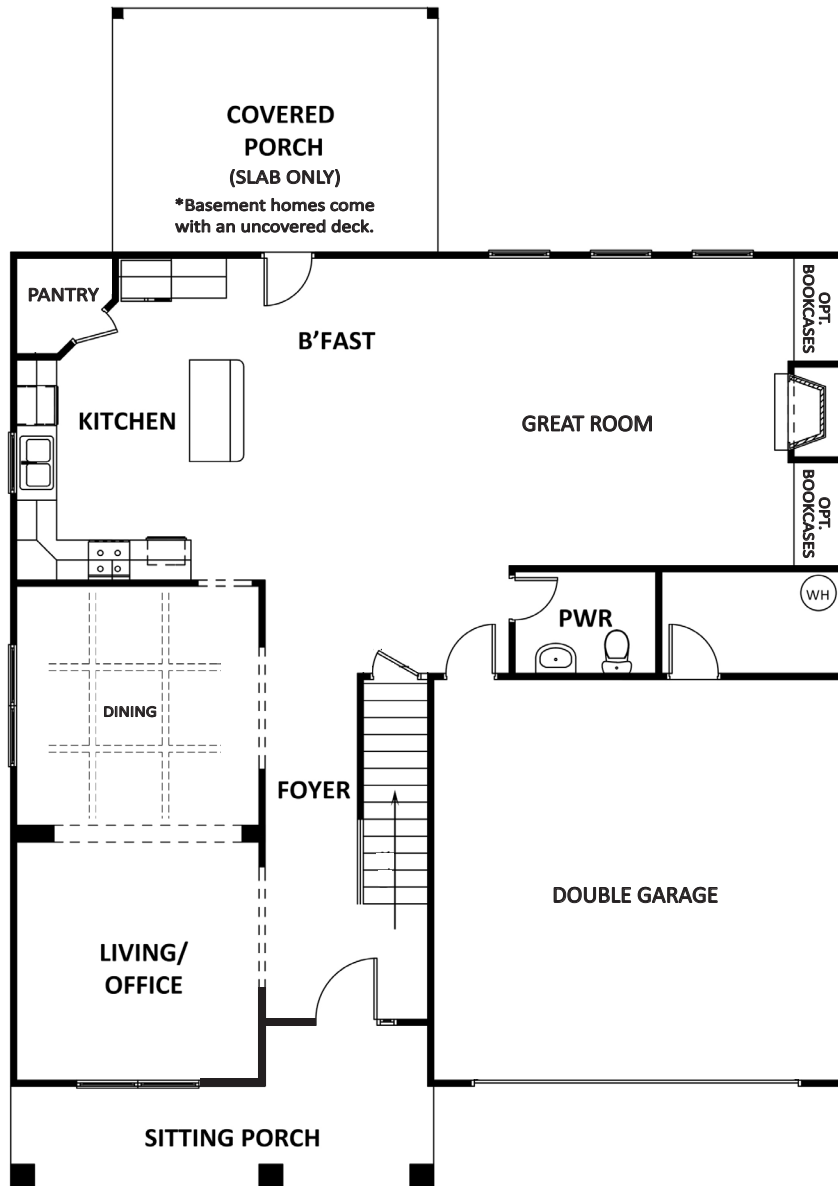 COVERED
PORCH
(SLAB ONLY)
*Basement homes come
with an uncovered deck.
PANTRY
OPT.
BOOKCASES
B'FAST
KITCHEN
GREAT ROOM
OPT.
BOOKCASES
WH
PWR
DINING
FOYER
DOUBLE GARAGE
LIVING/
OFFICE
SITTING PORCH